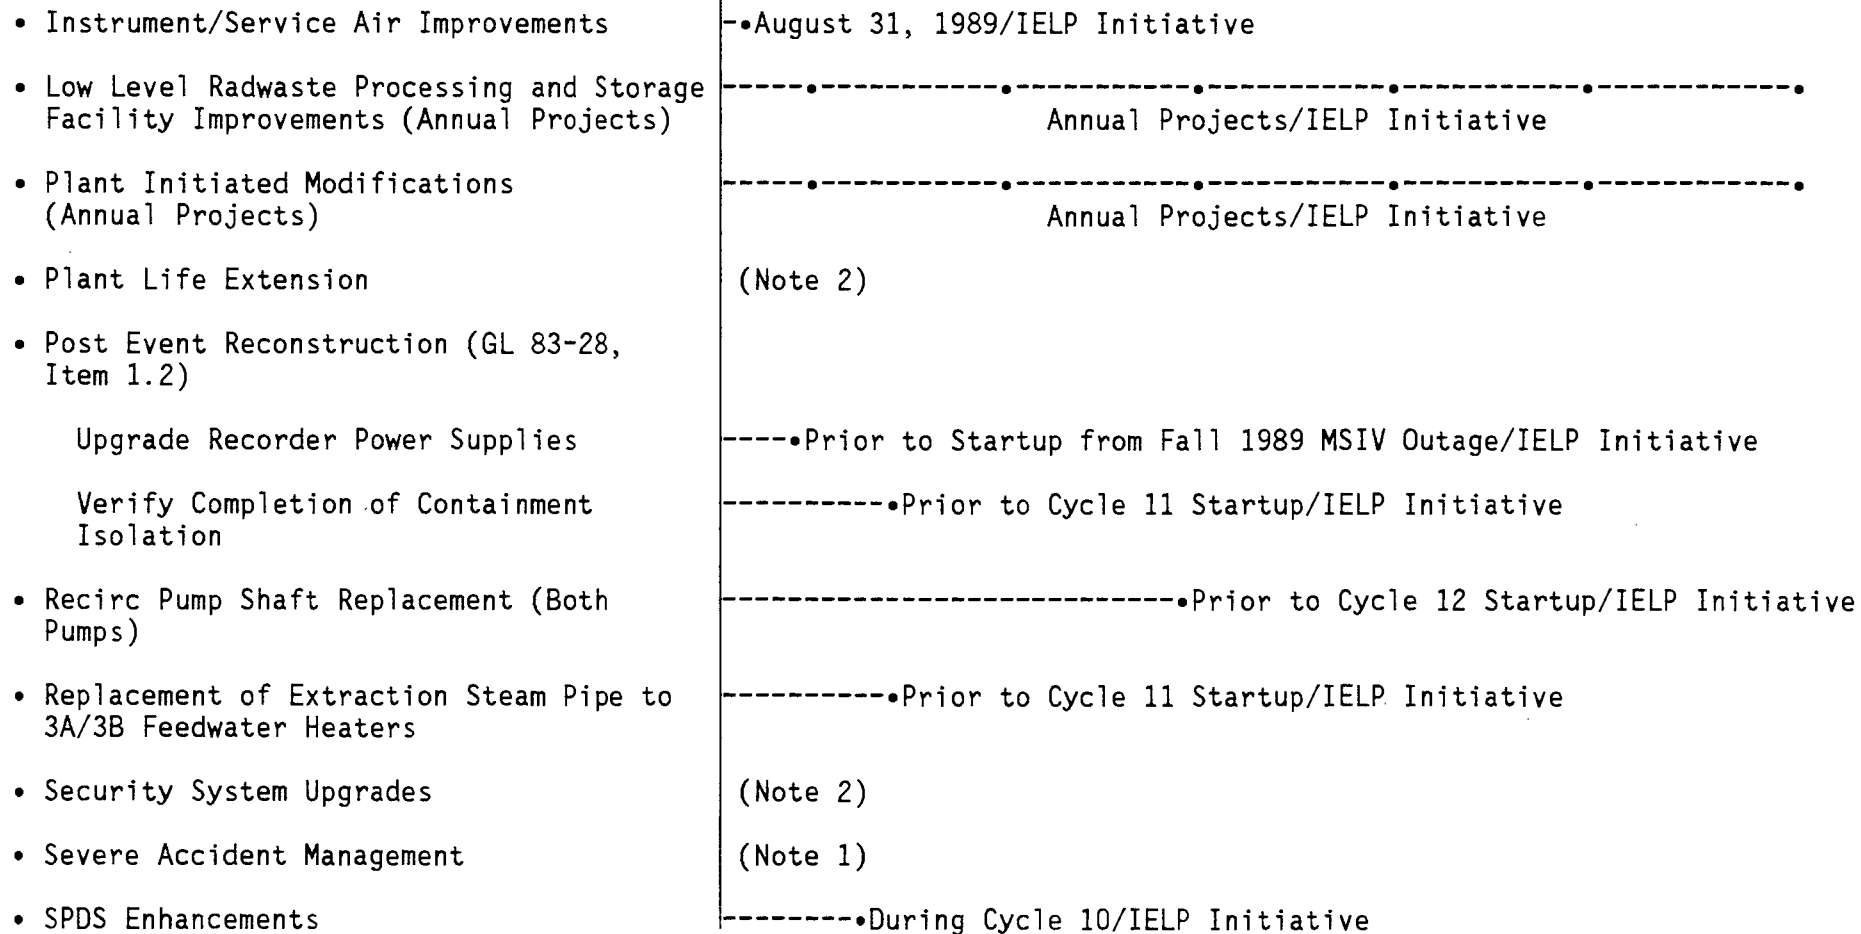 • Instrument/Service Air Improvements -•August 31, 1989/IELP Initiative
• Low Level Radwaste Processing and Storage -----•------------•------------•------------•------------•-------------•
Facility Improvements (Annual Projects) Annual Projects/IELP Initiative
• Plant Initiated Modifications -----•------------•------------•------------•------------•-------------•
(Annual Projects) Annual Projects/IELP Initiative
• Plant Life Extension (Note 2)
• Post Event Reconstruction (GL 83-28,
Item 1.2)
Upgrade Recorder Power Supplies ----•Prior to Startup from Fall 1989 MSIV Outage/IELP Initiative
Verify Completion of Containment ----------•Prior to Cycle 11 Startup/IELP Initiative
Isolation
• Recirc Pump Shaft Replacement (Both ----------------------------•Prior to Cycle 12 Startup/IELP Initiative
Pumps)
• Replacement of Extraction Steam Pipe to ----------•Prior to Cycle 11 Startup/IELP Initiative
3A/3B Feedwater Heaters
• Security System Upgrades (Note 2)
• Severe Accident Management (Note 1)
• SPDS Enhancements --------•During Cycle 10/IELP Initiative